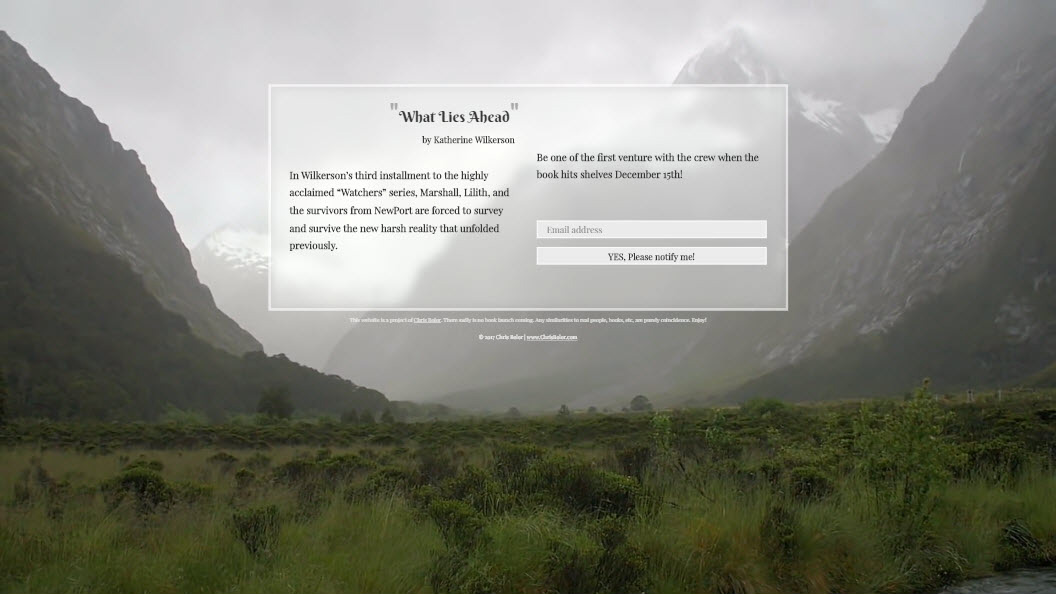 "What Lies Ahead"
by Katherine Wilkerson
In Wilkerson's third installment to the highly
acclaimed “Watchers” series, Marshall, Lilith, and
the survivors from NewPort are forced to survey
and survive the new harsh reality that unfolded
previously.
Be one of the first venture with the crew when the
book hits shelves December 15th!
Email address
YES, Please notify me!
This website is a project of Chris Rolor. There really is no book launch coming. Any similarities to real people, books, etc, are purely coincidence. Enjoy!
© 2017 Chris Rolor | www.ChrisRolor.com